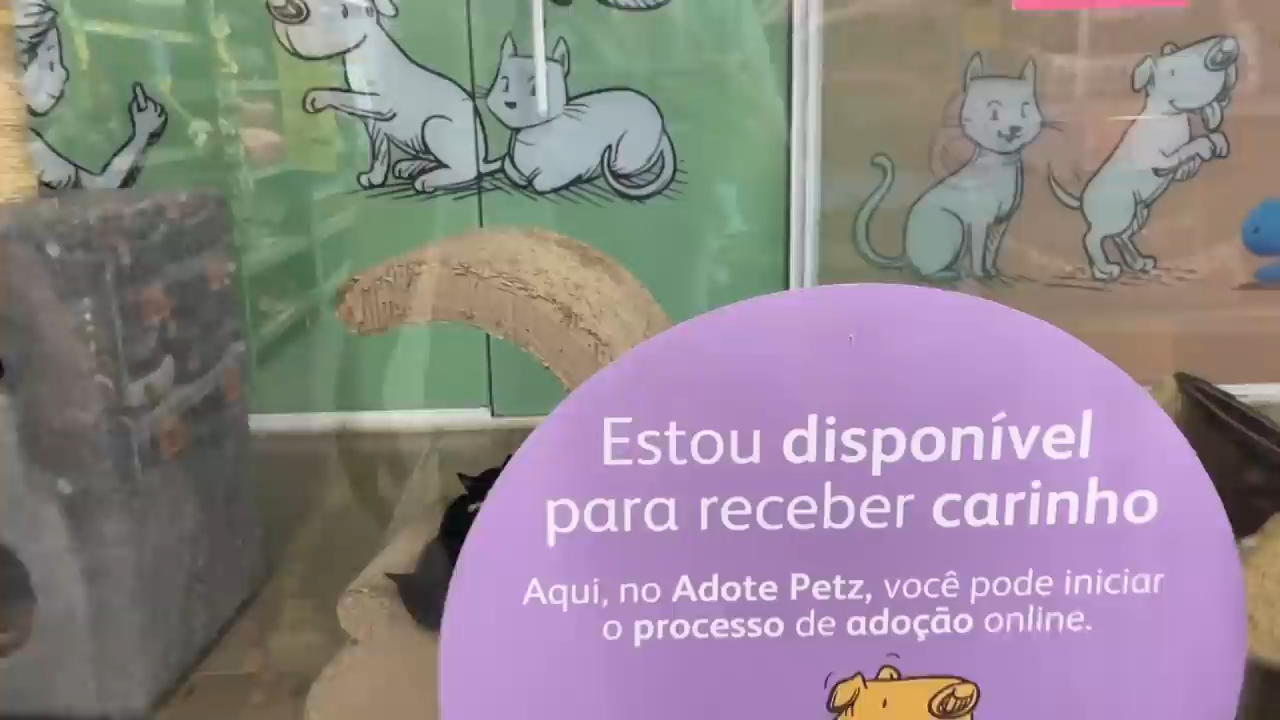 Estou disponível
para receber carinho
Aqui, no Adote Petz, você pode iniciar
o processo de adoção online.